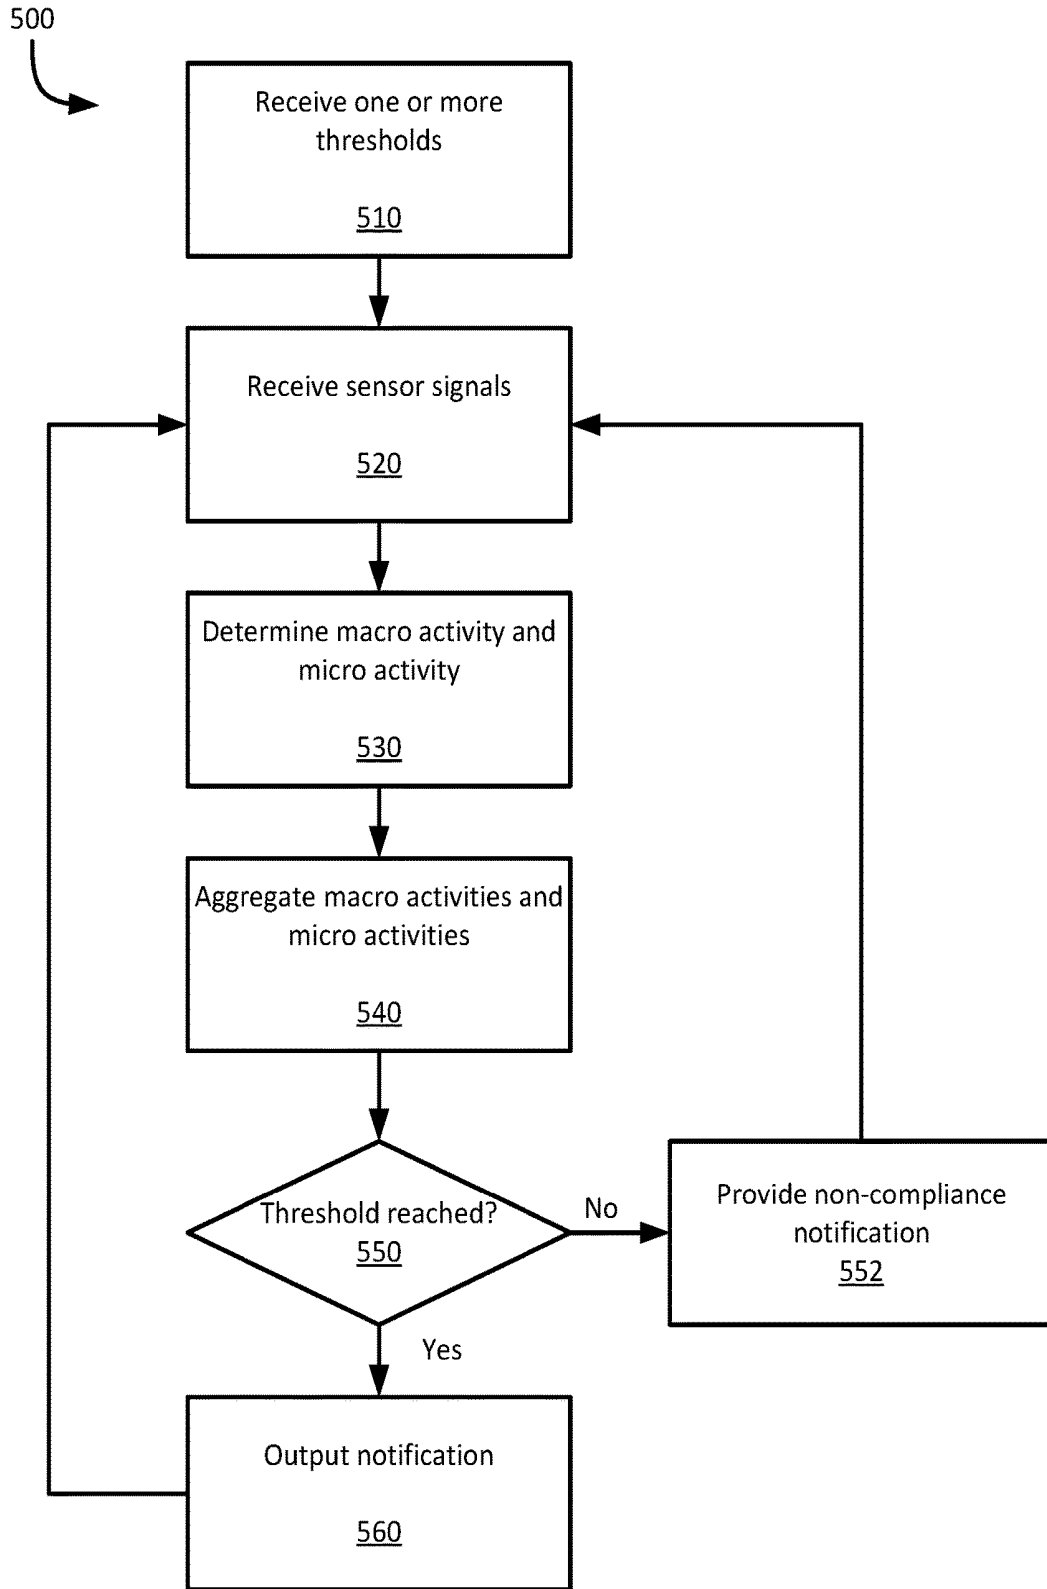 500
Receive one or more
thresholds
510
Receive sensor signals
520
Determine macro activity and
micro activity
530
Aggregate macro activities and
micro activities
540
Threshold reached?
550
No
Provide non-compliance
notification
552
Yes
Output notification
560